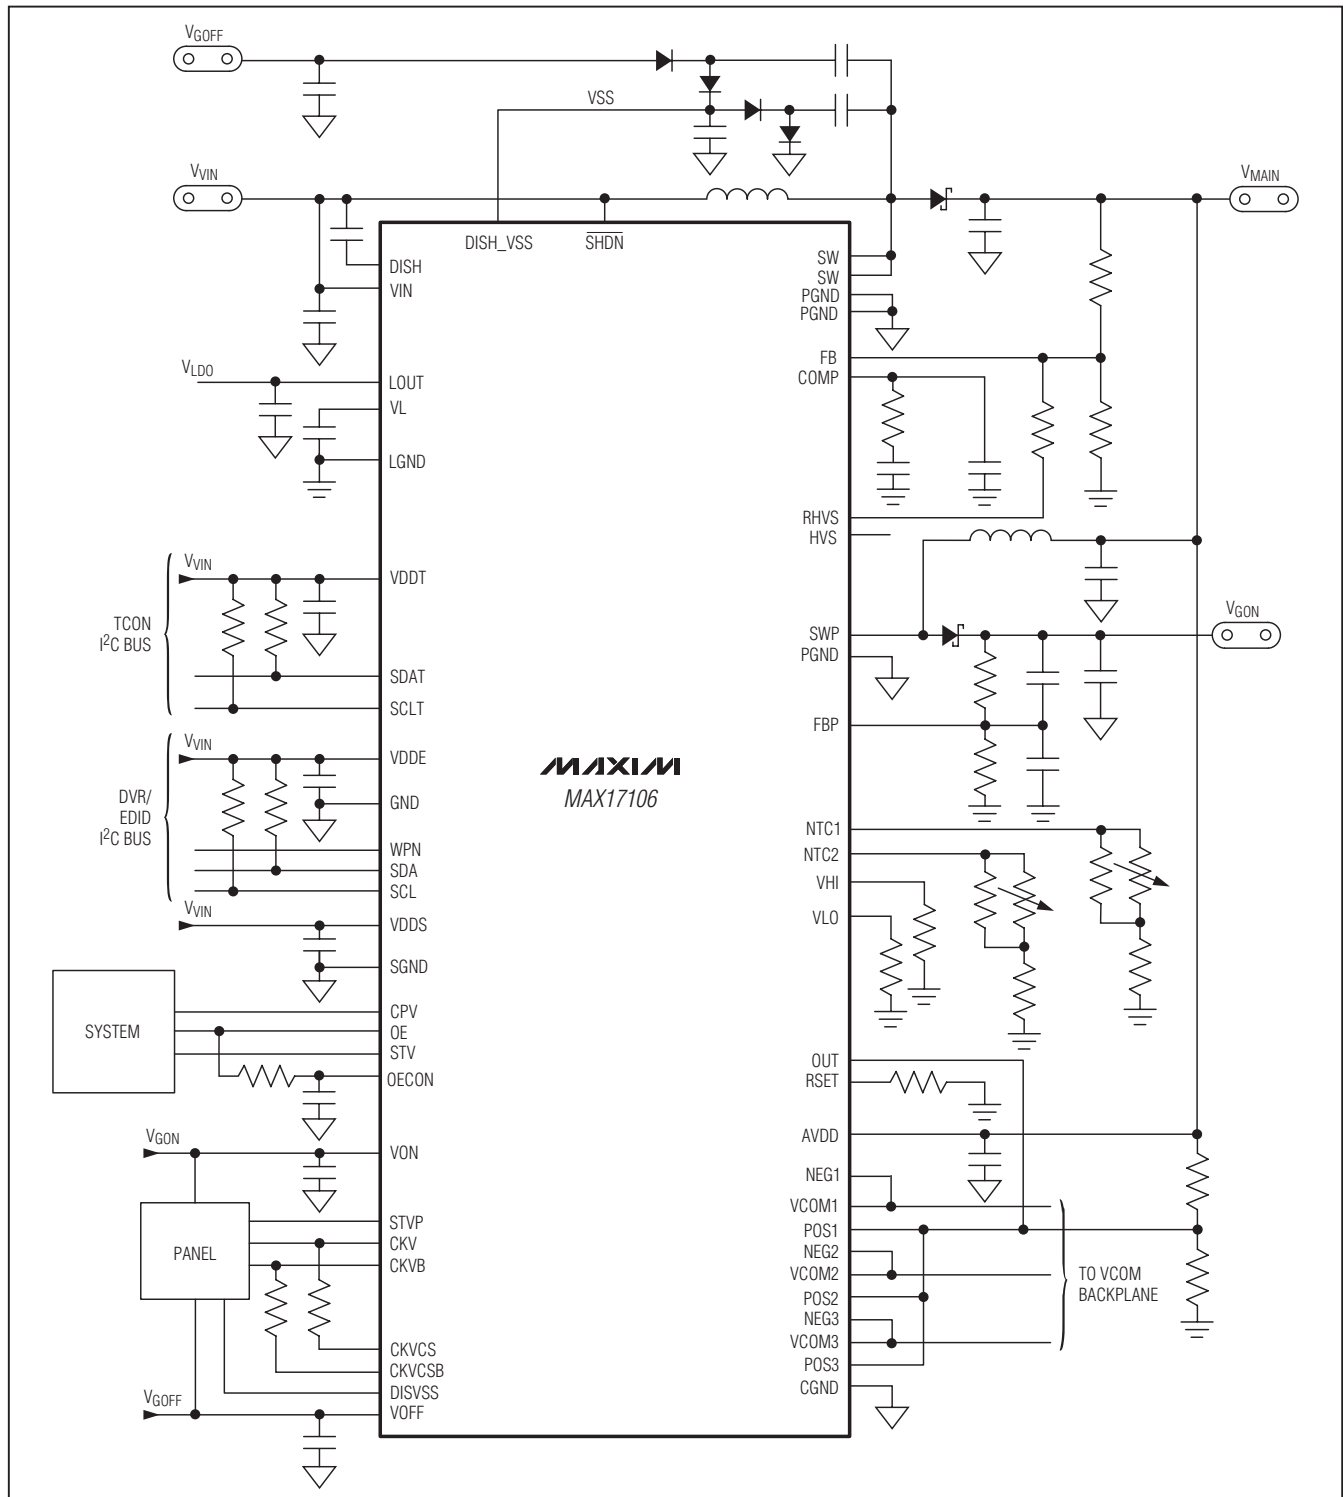 VGOFF
VSS
VVIN
VMAIN
DISH_VSS
SHDN
DISH
VIN
SW
SW
PGND
PGND
VLDO
LOUT
VL
LGND
FB
COMP
RHVS
HVS
TCON
I2C BUS
VVIN
VDDT
SDAT
SCLT
VGON
SWP
PGND
FBP
DVR/
EDID
I2C BUS
VVIN
VDDE
GND
WPN
SDA
SCL
MAXIM
MAX17106
NTC1
NTC2
VHI
VLO
VVIN
VDDS
SGND
SYSTEM
CPV
OE
STV
OECON
OUT
RSET
AVDD
VGON
VON
PANEL
STVP
CKV
CKVB
CKVCS
CKVCSB
DISVSS
VGOFF
VOFF
NEG1
VCOM1
POS1
NEG2
VCOM2
POS2
NEG3
VCOM3
POS3
CGND
TO VCOM
BACKPLANE